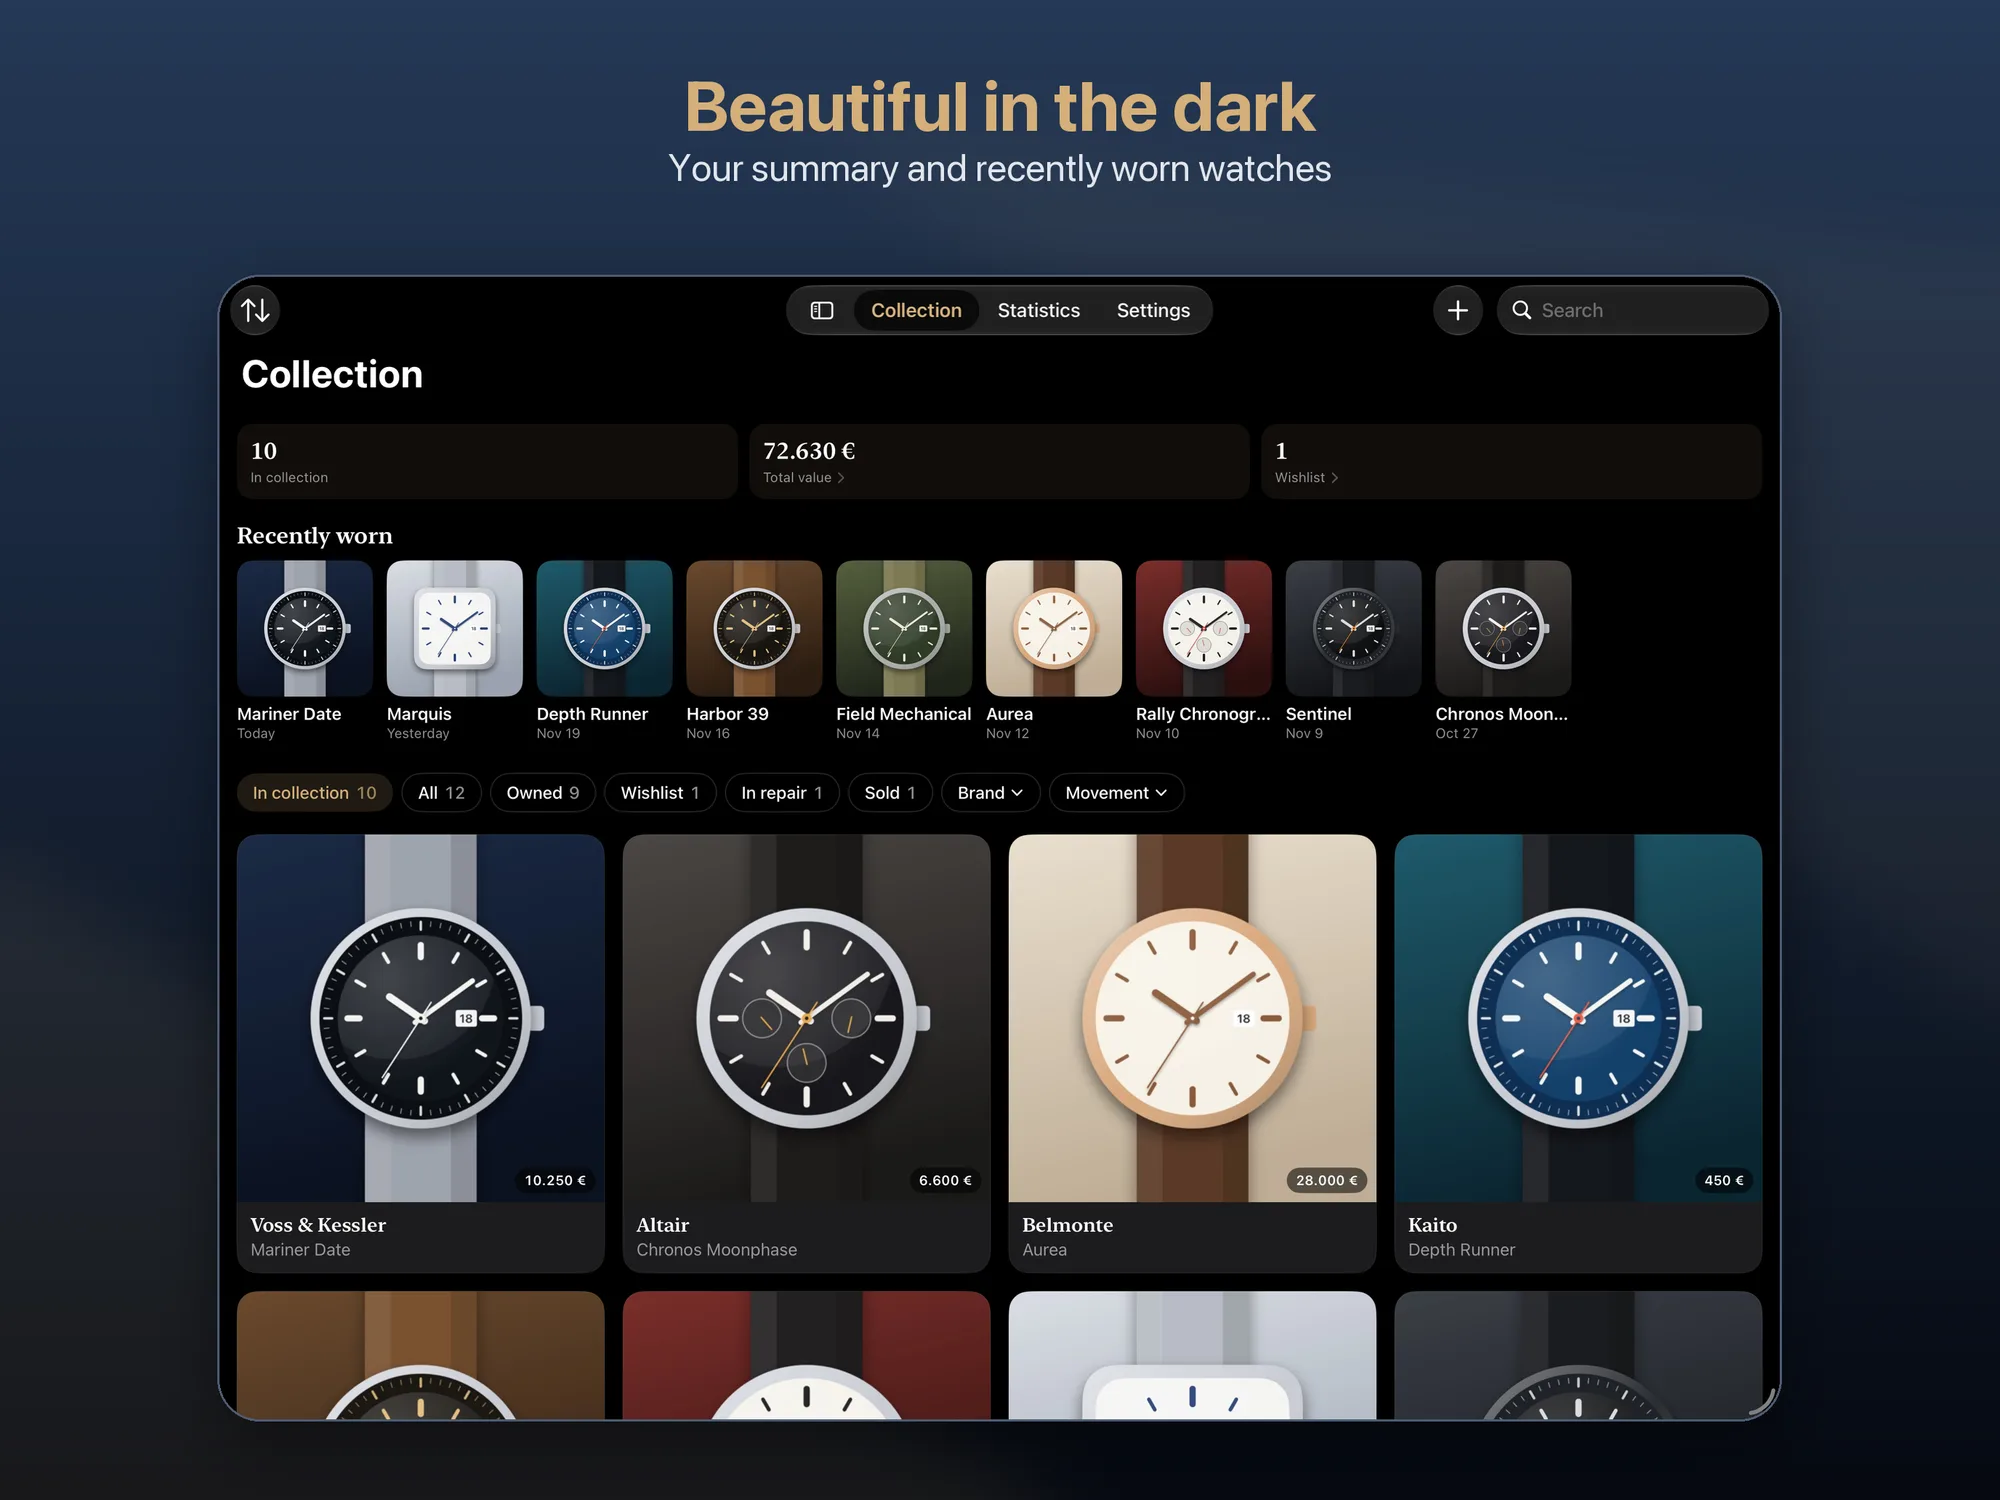 Beautiful in the dark
Your summary and recently worn watches
Collection Statistics Settings Search
Collection
10 72.630 € 1
In collection Total value Wishlist
Recently worn
Mariner Date Marquis Depth Runner Harbor 39 Field Mechanical Aurea Rally Chronogr... Sentinel Chronos Moon...
Today Yesterday Nov 19 Nov 16 Nov 14 Nov 12 Nov 10 Nov 9 Oct 27
In collection 10 All 12 Owned 9 Wishlist 1 In repair 1 Sold 1 Brand Movement
18 18 18
10.250 € 6.600 € 28.000 € 450 €
Voss & Kessler Altair Belmonte Kaito
Mariner Date Chronos Moonphase Aurea Depth Runner